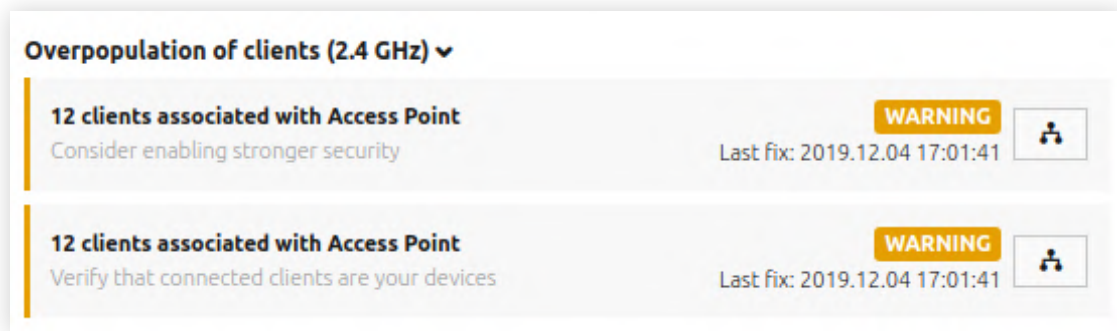 Overpopulation of clients (2.4 GHz)
12 clients associated with Access Point
WARNING
Consider enabling stronger security
Last fix: 2019.12.04 17:01:41
12 clients associated with Access Point
WARNING
Verify that connected clients are your devices
Last fix: 2019.12.04 17:01:41